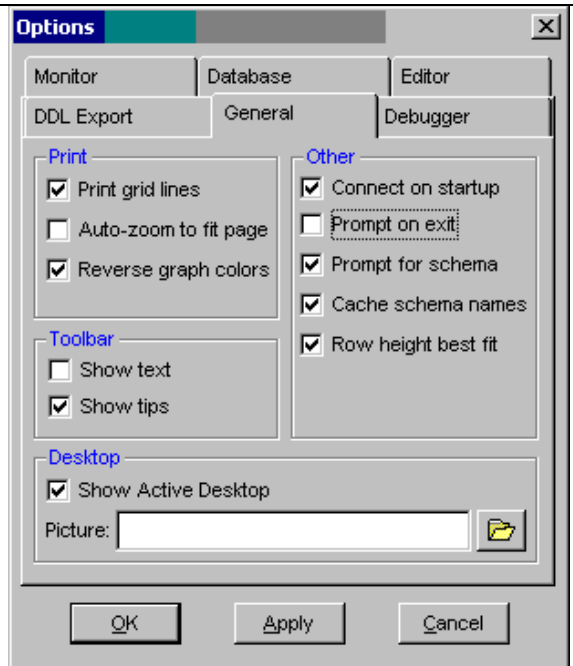 Options
Monitor
Database
Editor
DDL Export
General
Debugger
Print
Print grid lines
Auto-zoom to fit page
Reverse graph colors
Other
Connect on startup
Prompt on exit
Prompt for schema
Cache schema names
Row height best fit
Toolbar
Show text
Show tips
Desktop
Show Active Desktop
Picture:
OK
Apply
Cancel